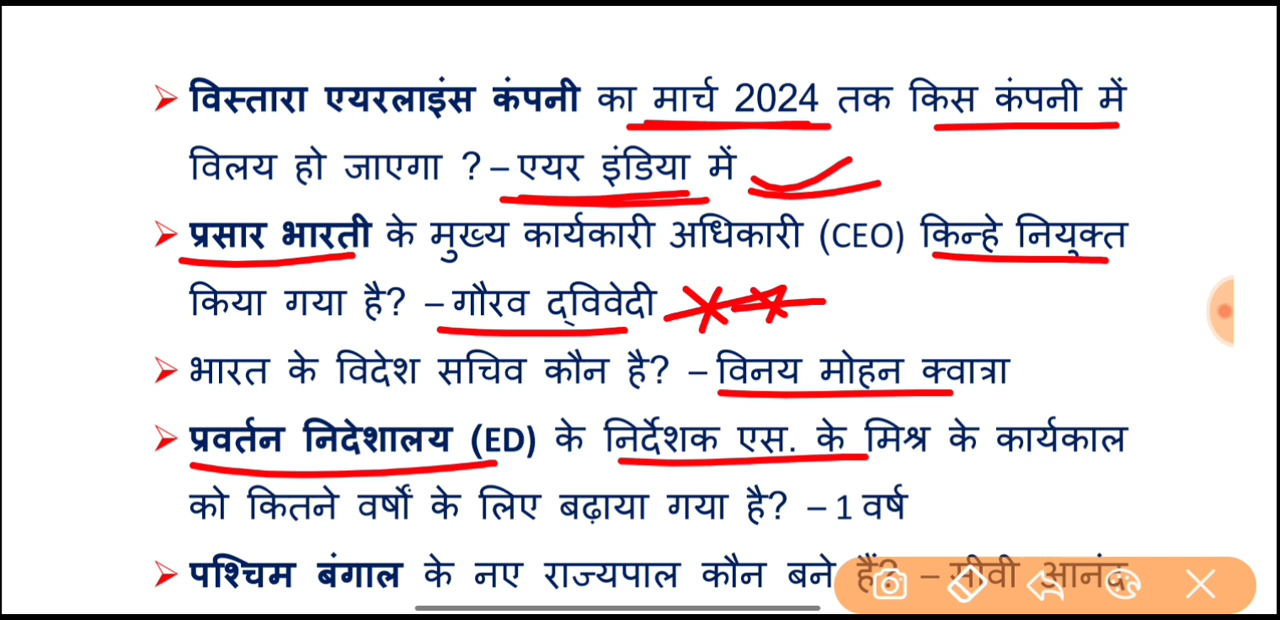 ➢ विस्तारा एयरलाइंस कंपनी का मार्च 2024 तक किस कंपनी में
विलय हो जाएगा ? – एयर इंडिया में
➢ प्रसार भारती के मुख्य कार्यकारी अधिकारी (CEO) किन्हे नियुक्त
किया गया है? – गौरव द्विवेदी
➢ भारत के विदेश सचिव कौन है? – विनय मोहन क्वात्रा
➢ प्रवर्तन निदेशालय (ED) के निर्देशक एस. के मिश्र के कार्यकाल
को कितने वर्षों के लिए बढ़ाया गया है? – 1 वर्ष
➢ पश्चिम बंगाल के नए राज्यपाल कौन बने हैं? – सीवी आनंद